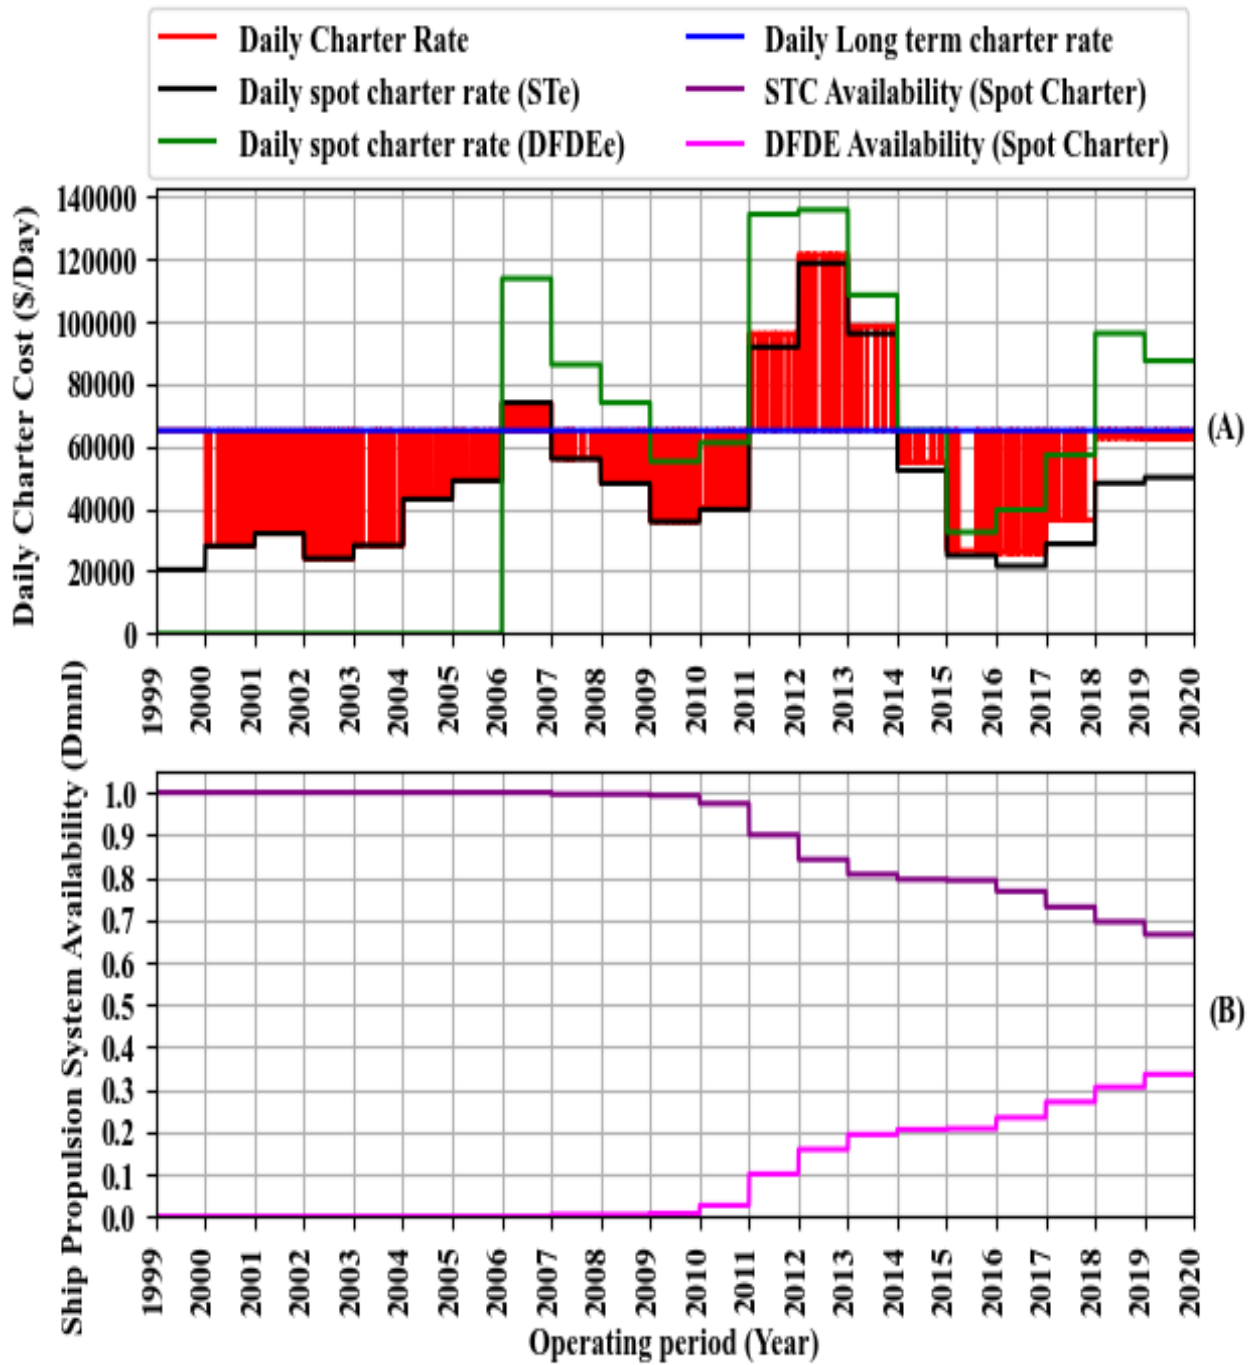 Daily Charter Rate
Daily Long term charter rate
Daily spot charter rate (STe)
STC Availability (Spot Charter)
Daily spot charter rate (DFDEe)
DFDE Availability (Spot Charter)
Daily Charter Cost ($/Day)
140000
120000
100000
80000
60000
40000
20000
0
(A)
1999 2000 2001 2002 2003 2004 2005 2006 2007 2008 2009 2010 2011 2012 2013 2014 2015 2016 2017 2018 2019 2020
Ship Propulsion System Availability (Dmnl)
1.0
0.9
0.8
0.7
0.6
0.5
0.4
0.3
0.2
0.1
0.0
(B)
1999 2000 2001 2002 2003 2004 2005 2006 2007 2008 2009 2010 2011 2012 2013 2014 2015 2016 2017 2018 2019 2020
Operating period (Year)